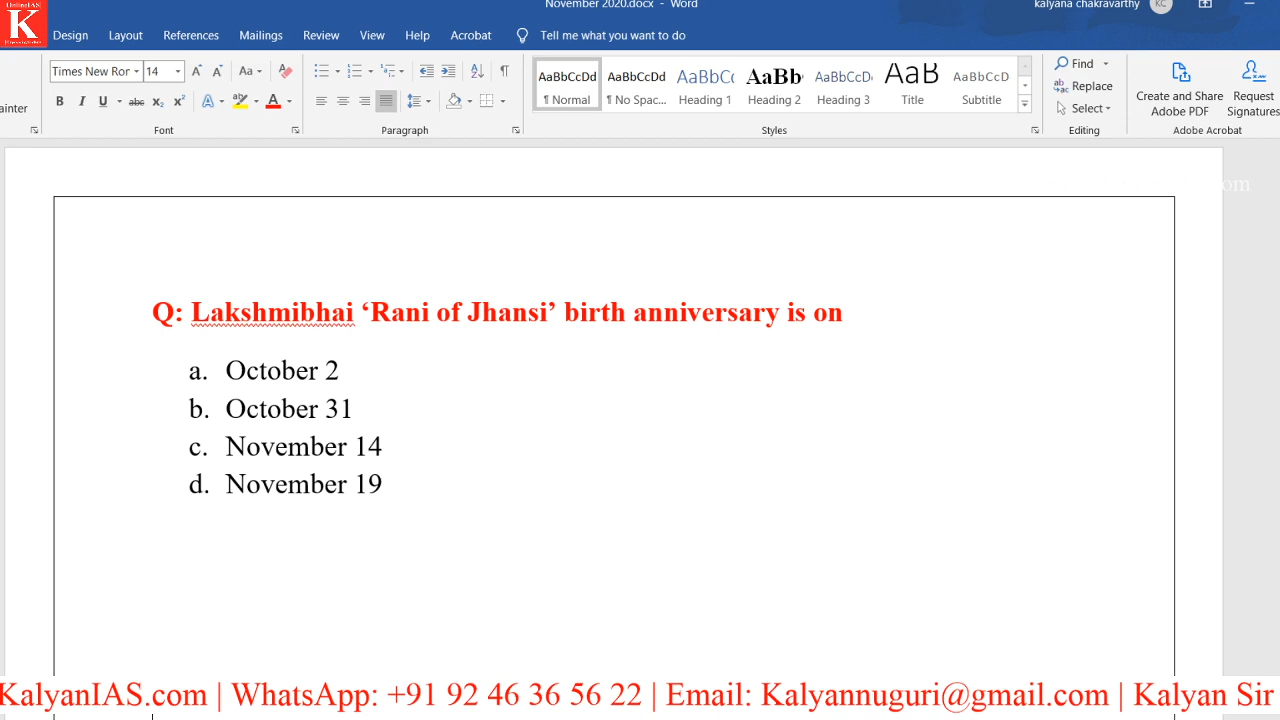 OnlineIAS
K
November 2020.docx - Word
kalyana chakravarthy
KC
Design
Layout
References
Mailings
Review
View
Help
Acrobat
Tell me what you want to do
ainter
Times New Ror
14
Font
Paragraph
AaBbCcDd
¶ Normal
AaBbCcDd
¶ No Spac...
AaBbCc
Heading 1
AaBb
Heading 2
AaBbCcD
Heading 3
AaB
Title
AaBbCcD
Subtitle
Styles
Find
Replace
Select
Editing
Create and Share
Adobe PDF
Request
Signatures
Adobe Acrobat
om
Q: Lakshmibhai ‘Rani of Jhansi’ birth anniversary is on
a. October 2
b. October 31
c. November 14
d. November 19
KalyanIAS.com | WhatsApp: +91 92 46 36 56 22 | Email: Kalyannuguri@gmail.com | Kalyan Sir